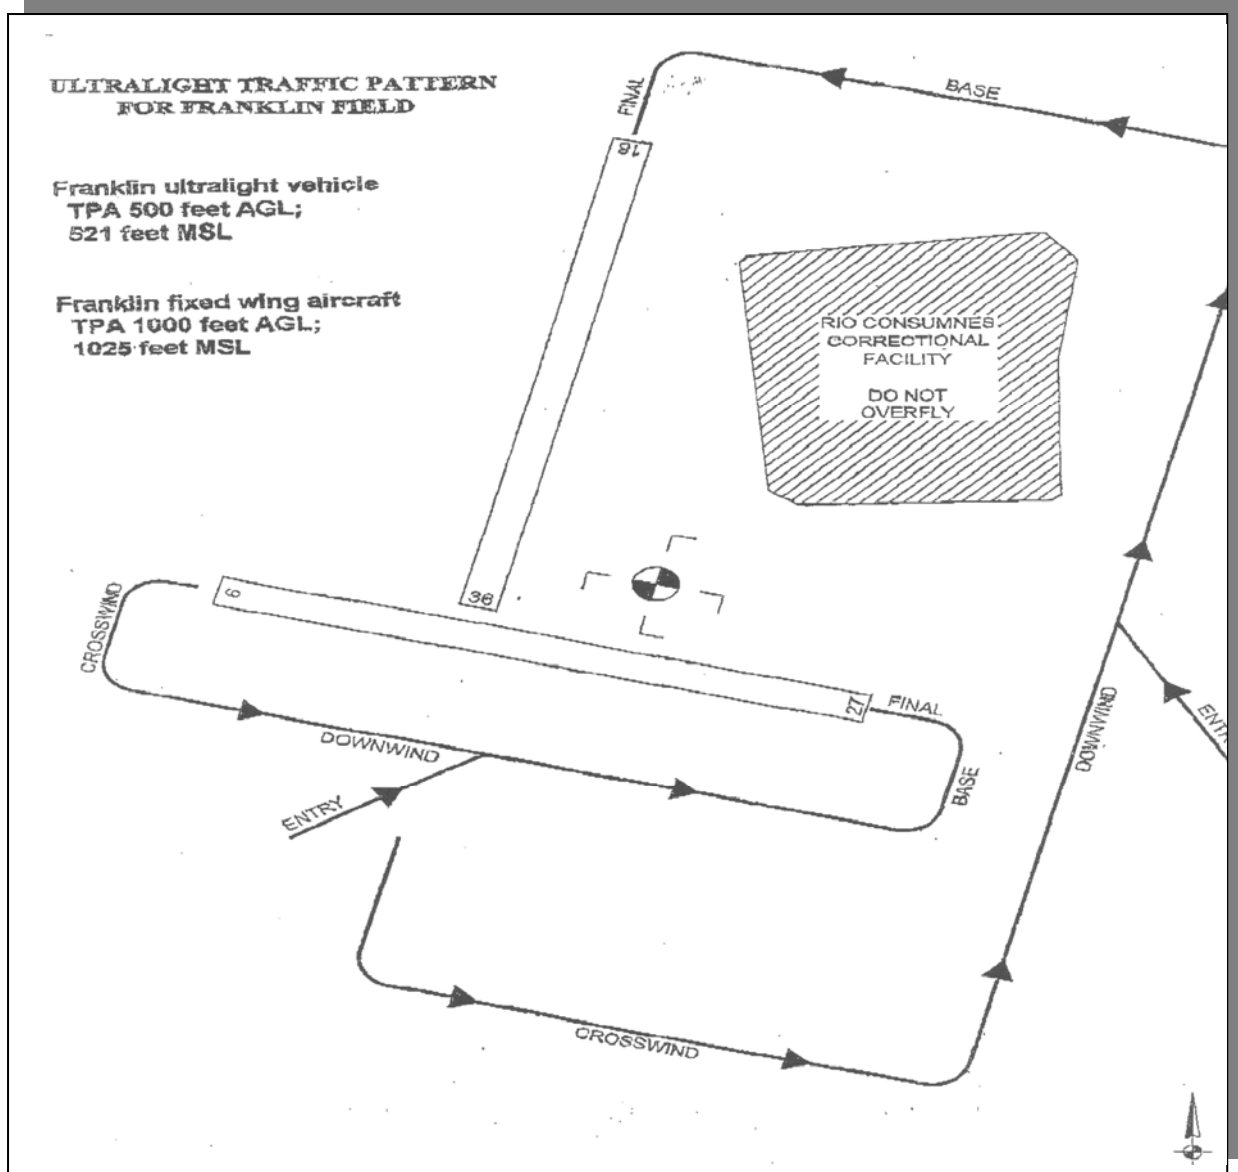 ULTRALIGHT TRAFFIC PATTERN
FOR FRANKLIN FIELD
Franklin ultralight vehicle
TPA 500 feet AGL;
521 feet MSL
Franklin fixed wing aircraft
TPA 1000 feet AGL;
1025 feet MSL
FINAL
BASE
18
RIO CONSUMNES
CORRECTIONAL
FACILITY
DO NOT
OVERFLY
36
9
CROSSWIND
27
FINAL
DOWNWIND
BASE
ENTRY
DOWNWIND
ENTR
CROSSWIND